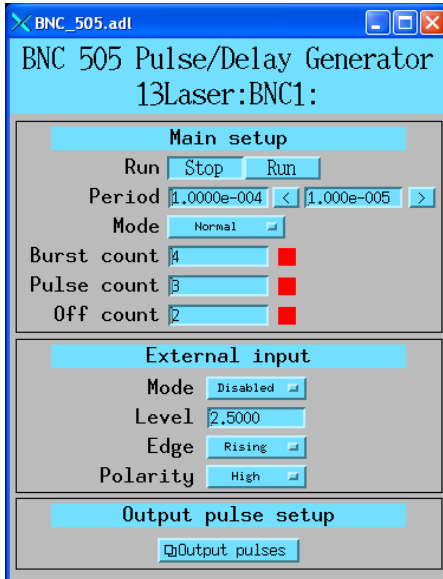 BNC_505.adl
BNC 505 Pulse/Delay Generator
13Laser:BNC1:
Main setup
Run Stop Run
Period 1.0000e-004 < 1.000e-005 >
Mode Normal
Burst count 4
Pulse count 3
Off count 2
External input
Mode Disabled
Level 2.5000
Edge Rising
Polarity High
Output pulse setup
Output pulses